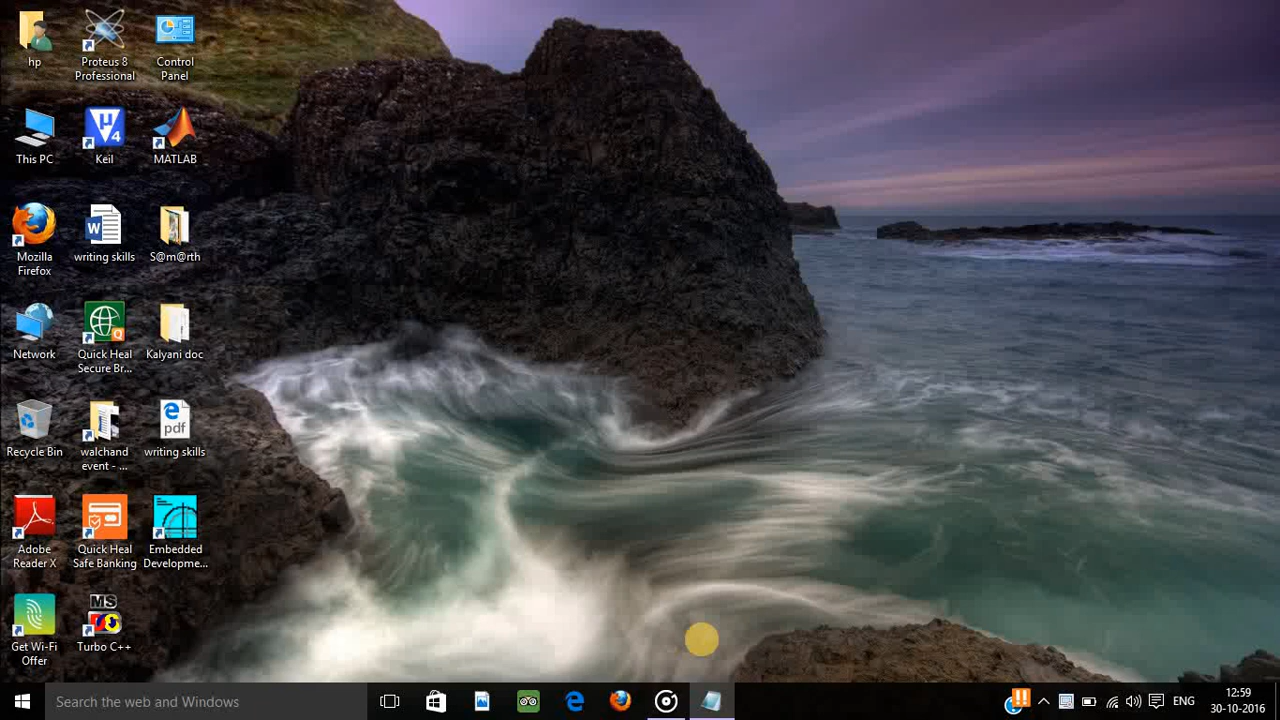 hp
Proteus 8
Professional
Control
Panel
This PC
Keil
MATLAB
Mozilla
Firefox
writing skills
S@m@rth
Network
Quick Heal
Secure Br...
Kalyani doc
Recycle Bin
walchand
event - ...
pdf
writing skills
Adobe
Reader X
Quick Heal
Safe Banking
Embedded
Developme...
Get Wi-Fi
Offer
MS
Turbo C++
Search the web and Windows
ENG
12:59
30-10-2016